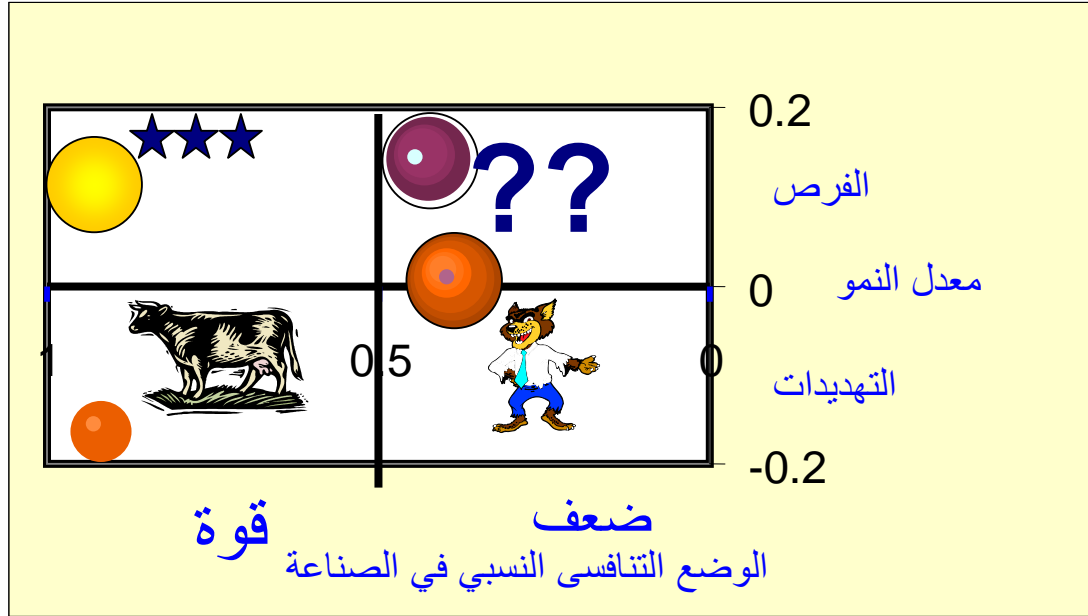 0.2
??
الفرص
0
معدل النمو
1
0.5
0
التهديدات
-0.2
قوة
ضعف
الوضع التنافسى النسبي في الصناعة